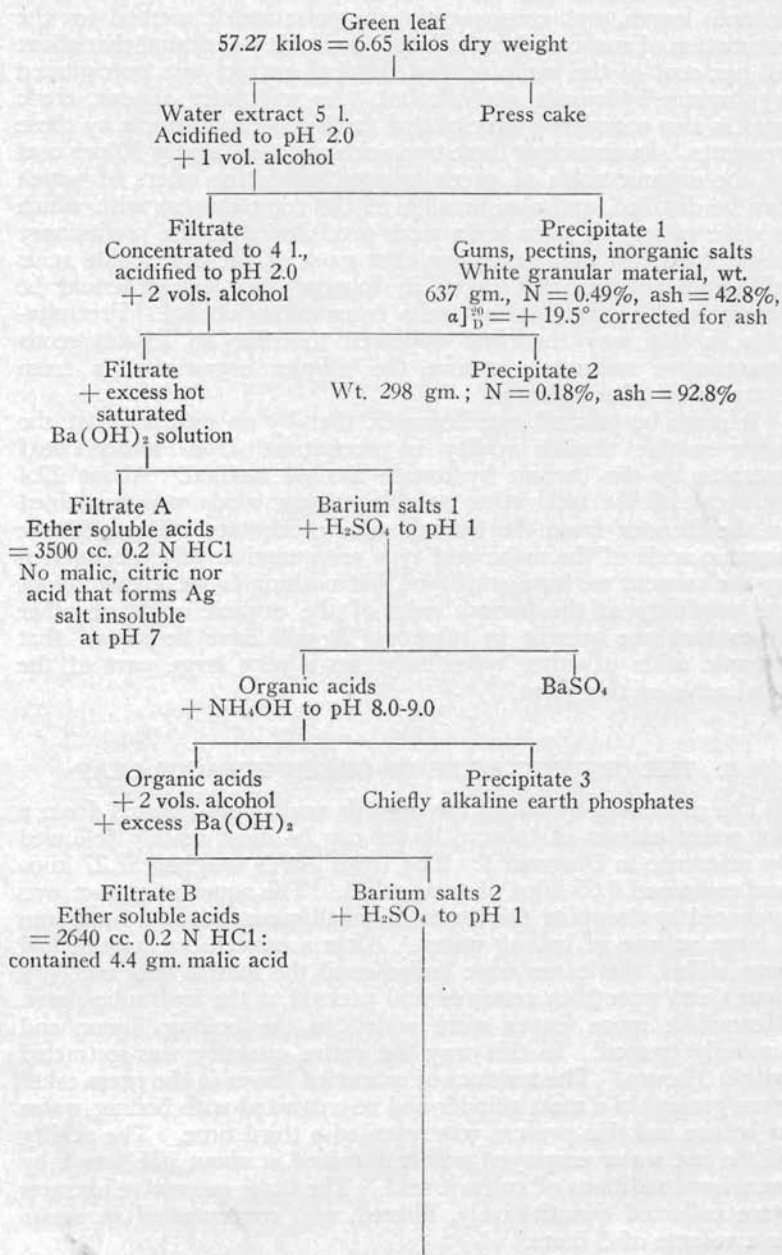 Green leaf
57.27 kilos = 6.65 kilos dry weight
Water extract 5 l.
Acidified to pH 2.0
+ 1 vol. alcohol
Press cake
Filtrate
Concentrated to 4 l.,
acidified to pH 2.0
+ 2 vols. alcohol
Precipitate 1
Gums, pectins, inorganic salts
White granular material, wt.
637 gm., N = 0.49%, ash = 42.8%,
α]20D = + 19.5° corrected for ash
Filtrate
+ excess hot
saturated
Ba(OH)₂ solution
Precipitate 2
Wt. 298 gm.; N = 0.18%, ash = 92.8%
Filtrate A
Ether soluble acids
= 3500 cc. 0.2 N HCl
No malic, citric nor
acid that forms Ag
salt insoluble
at pH 7
Barium salts 1
+ H₂SO₄ to pH 1
Organic acids
+ NH₄OH to pH 8.0-9.0
BaSO₄
Organic acids
+ 2 vols. alcohol
+ excess Ba(OH)₂
Precipitate 3
Chiefly alkaline earth phosphates
Filtrate B
Ether soluble acids
= 2640 cc. 0.2 N HCl:
contained 4.4 gm. malic acid
Barium salts 2
+ H₂SO₄ to pH 1